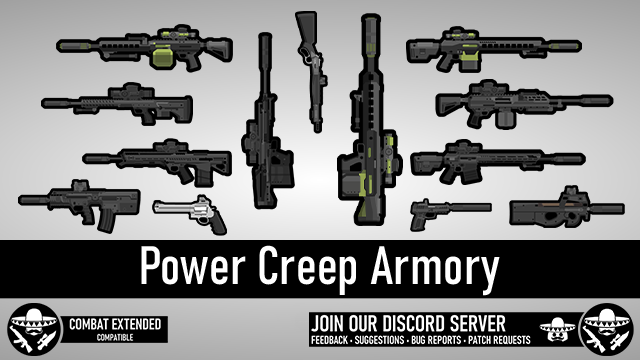 Power Creep Armory
COMBAT EXTENDED
COMPATIBLE
JOIN OUR DISCORD SERVER
FEEDBACK • SUGGESTIONS • BUG REPORTS • PATCH REQUESTS